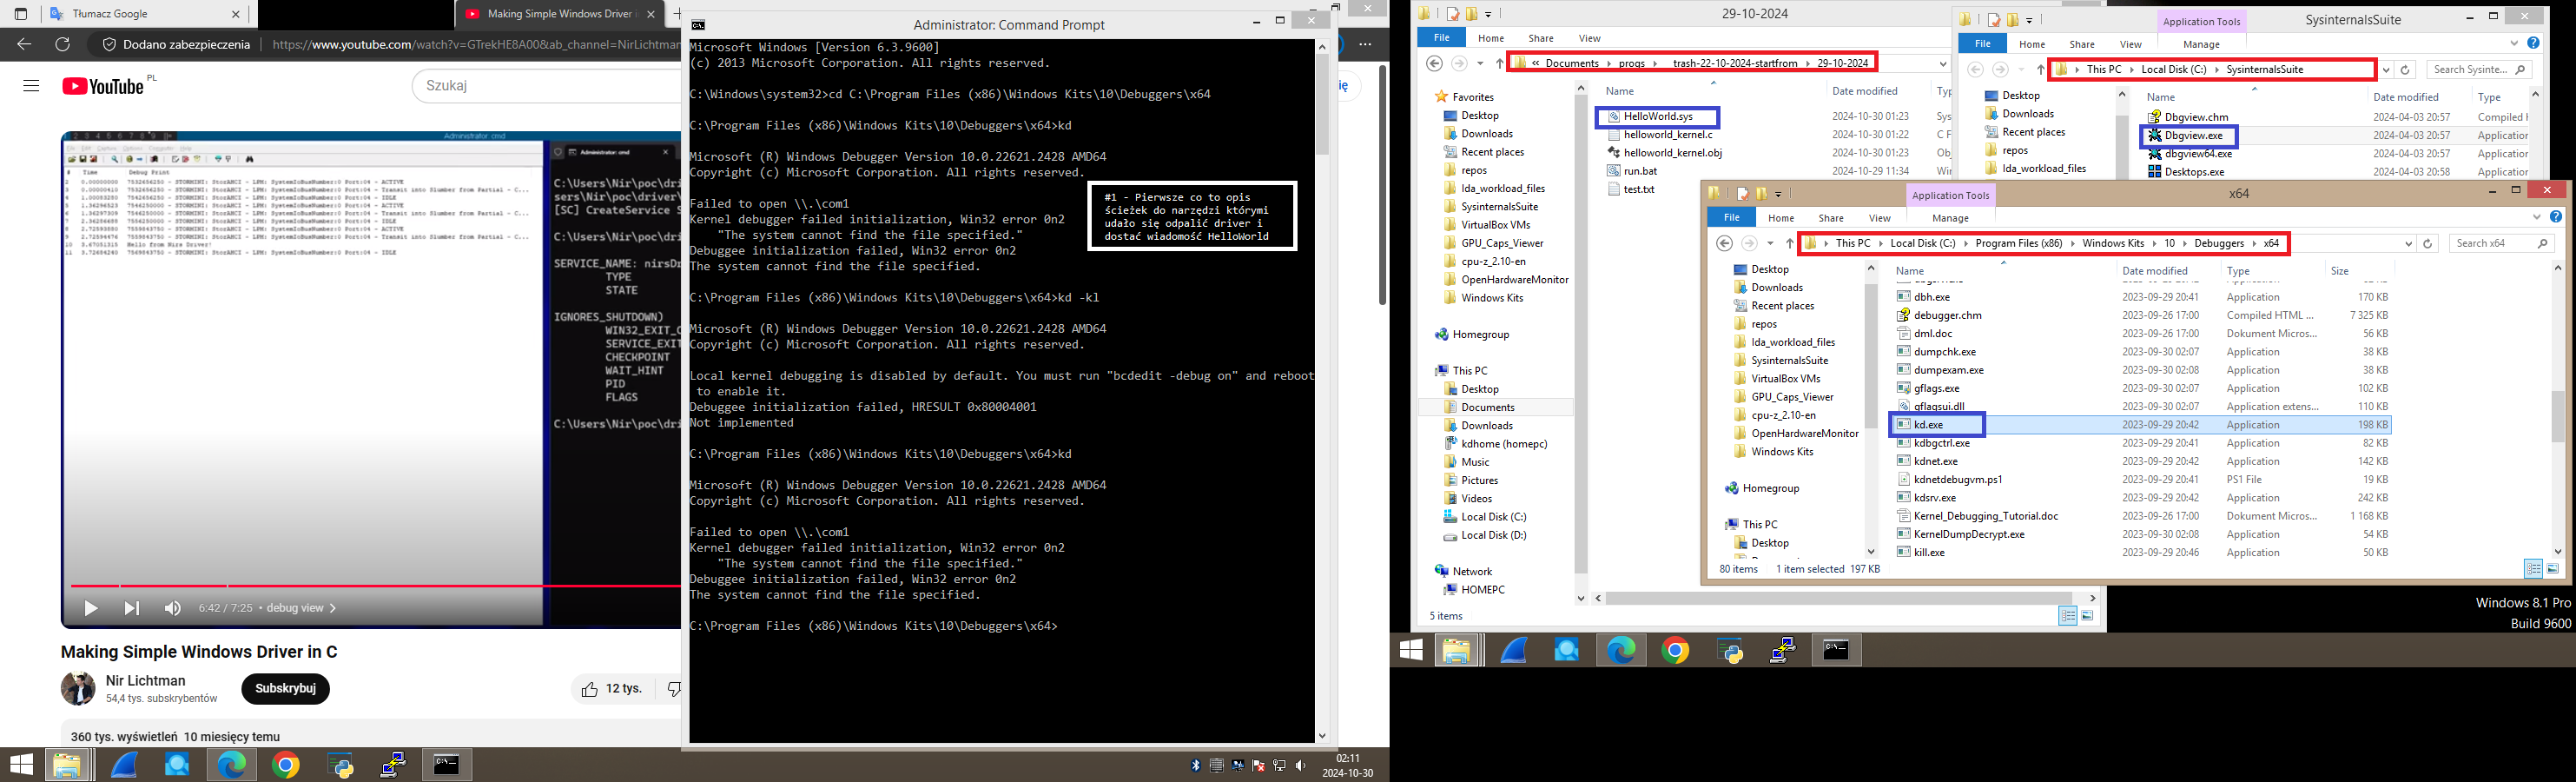 Tłumacz Google
Making Simple Windows Driver in
Dodano zabezpieczenia
https://www.youtube.com/watch?v=GTrekHE8A00&ab_channel=NirLichtman
YouTube PL
Szukaj
Administrator: cmd
# Time Debug Print
Administrator: cmd
C:\Users\Nir\poc\dri
sers\Nir\poc\driver\
[SC] CreateService S
C:\Users\Nir\poc\dri
SERVICE_NAME: nirsDr
TYPE
STATE
IGNORES_SHUTDOWN)
WIN32_EXIT_C
SERVICE_EXIT
CHECKPOINT
WAIT_HINT
PID
FLAGS
C:\Users\Nir\poc\dri
6:42 / 7:25 • debug view
Making Simple Windows Driver in C
Nir Lichtman
54,4 tys. subskrybentów
Subskrybuj
12 tys.
360 tys. wyświetleń 10 miesięcy temu
Administrator: Command Prompt
Microsoft Windows [Version 6.3.9600]
(c) 2013 Microsoft Corporation. All rights reserved.
C:\Windows\system32>cd C:\Program Files (x86)\Windows Kits\10\Debuggers\x64
C:\Program Files (x86)\Windows Kits\10\Debuggers\x64>kd
Microsoft (R) Windows Debugger Version 10.0.22621.2428 AMD64
Copyright (c) Microsoft Corporation. All rights reserved.
Failed to open \\.\com1
Kernel debugger failed initialization, Win32 error 0n2
"The system cannot find the file specified."
Debuggee initialization failed, Win32 error 0n2
The system cannot find the file specified.
C:\Program Files (x86)\Windows Kits\10\Debuggers\x64>kd -kl
Microsoft (R) Windows Debugger Version 10.0.22621.2428 AMD64
Copyright (c) Microsoft Corporation. All rights reserved.
Local kernel debugging is disabled by default. You must run "bcdedit -debug on" and reboot
to enable it.
Debuggee initialization failed, HRESULT 0x80004001
Not implemented
C:\Program Files (x86)\Windows Kits\10\Debuggers\x64>kd
Microsoft (R) Windows Debugger Version 10.0.22621.2428 AMD64
Copyright (c) Microsoft Corporation. All rights reserved.
Failed to open \\.\com1
Kernel debugger failed initialization, Win32 error 0n2
"The system cannot find the file specified."
Debuggee initialization failed, Win32 error 0n2
The system cannot find the file specified.
C:\Program Files (x86)\Windows Kits\10\Debuggers\x64>
#1 - Pierwsze co to opis
ścieżek do narzędzi którymi
udało się odpalić driver i
dostać wiadomość HelloWorld
02:11
2024-10-30
29-10-2024
File Home Share View
« Documents progs trash-22-10-2024-startfrom 29-10-2024
Favorites
Desktop
Downloads
Recent places
repos
lda_workload_files
SysinternalsSuite
VirtualBox VMs
GPU_Caps_Viewer
cpu-z_2.10-en
OpenHardwareMonitor
Windows Kits
Homegroup
This PC
Desktop
Documents
Downloads
kdhome (homepc)
Music
Pictures
Videos
Local Disk (C:)
Local Disk (D:)
Network
HOMEPC
Name Date modified Typ
HelloWorld.sys 2024-10-30 01:23 Sys
helloworld_kernel.c 2024-10-30 01:22 C F
helloworld_kernel.obj 2024-10-30 01:23 Obj
run.bat 2024-10-29 11:34 Win
test.txt
5 items
Application Tools SysinternalsSuite
File Home Share View Manage
This PC Local Disk (C:) SysinternalsSuite
Search Sysinte...
Desktop
Downloads
Recent places
repos
lda_workload_files
Name Date modified Type
Dbgview.chm 2024-04-03 20:57 Compiled H
Dbgview.exe 2024-04-03 20:57 Application
dbgview64.exe 2024-04-03 20:57 Application
Desktops.exe 2024-04-03 20:58 Application
Application Tools x64
File Home Share View Manage
This PC Local Disk (C:) Program Files (x86) Windows Kits 10 Debuggers x64
Search x64
Desktop
Downloads
Recent places
repos
lda_workload_files
SysinternalsSuite
VirtualBox VMs
GPU_Caps_Viewer
cpu-z_2.10-en
OpenHardwareMonitor
Windows Kits
Homegroup
This PC
Desktop
Name Date modified Type Size
dbh.exe 2023-09-29 20:41 Application 170 KB
debugger.chm 2023-09-26 17:00 Compiled HTML ... 7 325 KB
dml.doc 2023-09-26 17:00 Dokument Micros... 56 KB
dumpchk.exe 2023-09-30 02:07 Application 38 KB
dumpexam.exe 2023-09-30 02:08 Application 38 KB
gflags.exe 2023-09-30 02:07 Application 102 KB
gflagsui.dll 2023-09-30 02:07 Application exten... 110 KB
kd.exe 2023-09-29 20:42 Application 198 KB
kdbgctrl.exe 2023-09-29 20:41 Application 82 KB
kdnet.exe 2023-09-29 20:42 Application 142 KB
kdnetdebugvm.ps1 2023-09-29 20:41 PS1 File 19 KB
kdsrv.exe 2023-09-29 20:42 Application 242 KB
Kernel_Debugging_Tutorial.doc 2023-09-26 17:00 Dokument Micros... 1 168 KB
KernelDumpDecrypt.exe 2023-09-30 02:08 Application 54 KB
kill.exe 2023-09-29 20:46 Application 50 KB
80 items 1 item selected 197 KB
Windows 8.1 Pro
Build 9600